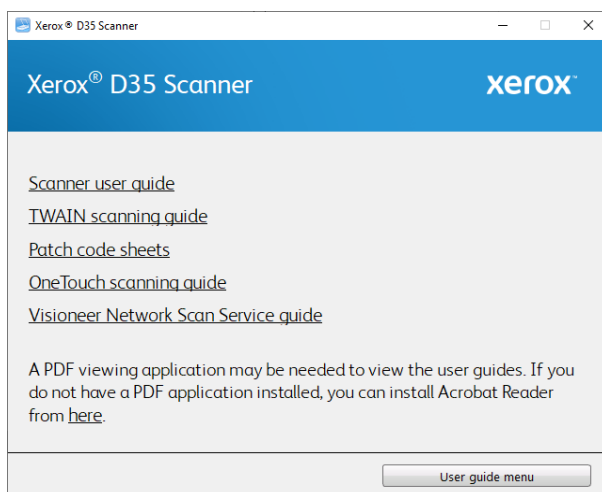 Xerox® D35 Scanner
Xerox® D35 Scanner
xerox™
Scanner user guide
TWAIN scanning guide
Patch code sheets
OneTouch scanning guide
Visioneer Network Scan Service guide
A PDF viewing application may be needed to view the user guides. If you
do not have a PDF application installed, you can install Acrobat Reader
from here.
User guide menu